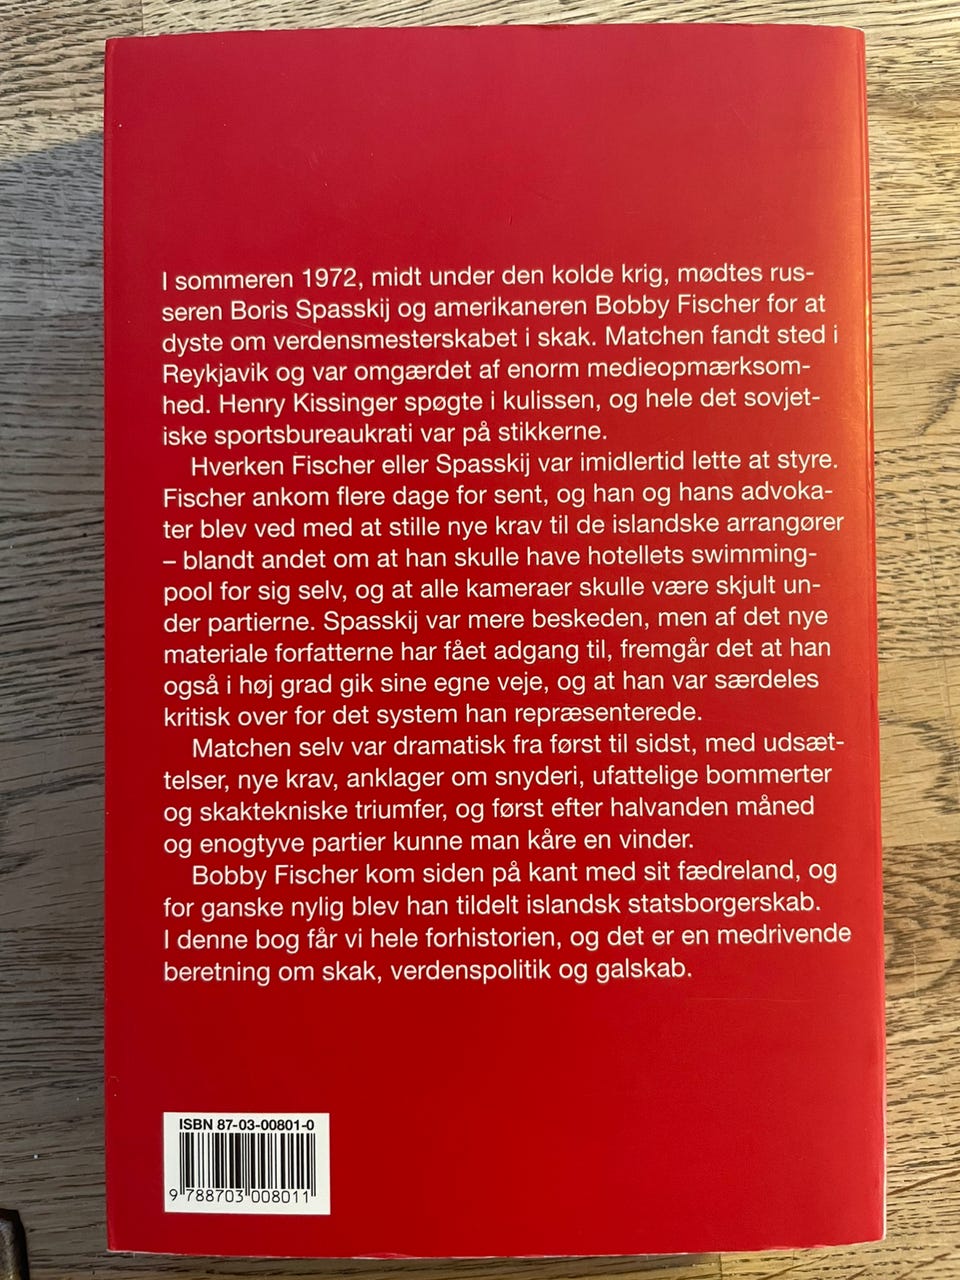 I sommeren 1972, midt under den kolde krig, mødtes rus-
seren Boris Spasskij og amerikaneren Bobby Fischer for at
dyste om verdensmesterskabet i skak. Matchen fandt sted i
Reykjavik og var omgærdet af enorm medieopmærksom-
hed. Henry Kissinger spøgte i kulissen, og hele det sovjet-
iske sportsbureaukrati var på stikkerne.
Hverken Fischer eller Spasskij var imidlertid lette at styre.
Fischer ankom flere dage for sent, og han og hans advoka-
ter blev ved med at stille nye krav til de islandske arrangører
– blandt andet om at han skulle have hotellets swimming-
pool for sig selv, og at alle kameraer skulle være skjult un-
der partierne. Spasskij var mere beskeden, men af det nye
materiale forfatterne har fået adgang til, fremgår det at han
også i høj grad gik sine egne veje, og at han var særdeles
kritisk over for det system han repræsenterede.
Matchen selv var dramatisk fra først til sidst, med udsæt-
telser, nye krav, anklager om snyderi, ufattelige bommerter
og skaktekniske triumfer, og først efter halvanden måned
og enogtyve partier kunne man kåre en vinder.
Bobby Fischer kom siden på kant med sit fædreland, og
for ganske nylig blev han tildelt islandsk statsborgerskab.
I denne bog får vi hele forhistorien, og det er en medrivende
beretning om skak, verdenspolitik og galskab.
ISBN 87-03-00801-0
9 788703 008011